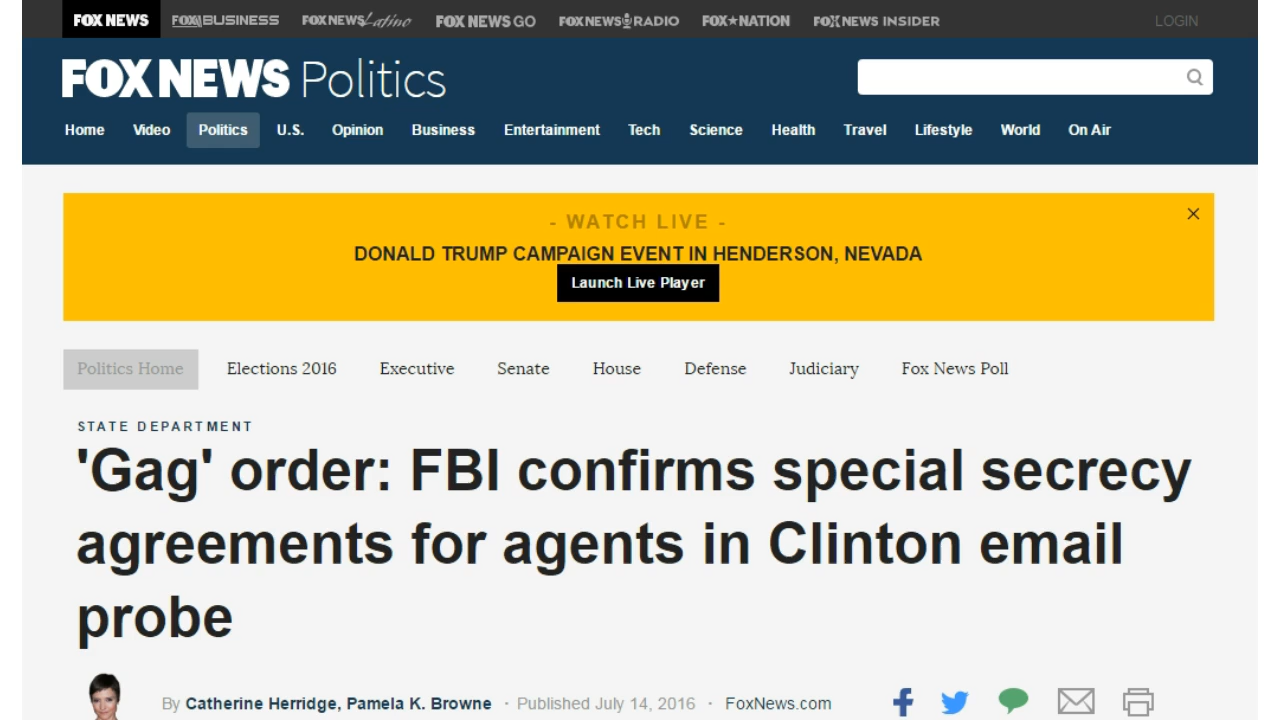 FOX NEWS FOX BUSINESS FOX NEWS Latino FOX NEWS GO FOX NEWS RADIO FOX NATION FOX NEWS INSIDER LOGIN
FOX NEWS Politics
Home Video Politics U.S. Opinion Business Entertainment Tech Science Health Travel Lifestyle World On Air
- WATCH LIVE -
DONALD TRUMP CAMPAIGN EVENT IN HENDERSON, NEVADA
Launch Live Player
Politics Home Elections 2016 Executive Senate House Defense Judiciary Fox News Poll
STATE DEPARTMENT
'Gag' order: FBI confirms special secrecy
agreements for agents in Clinton email
probe
By Catherine Herridge, Pamela K. Browne · Published July 14, 2016 · FoxNews.com